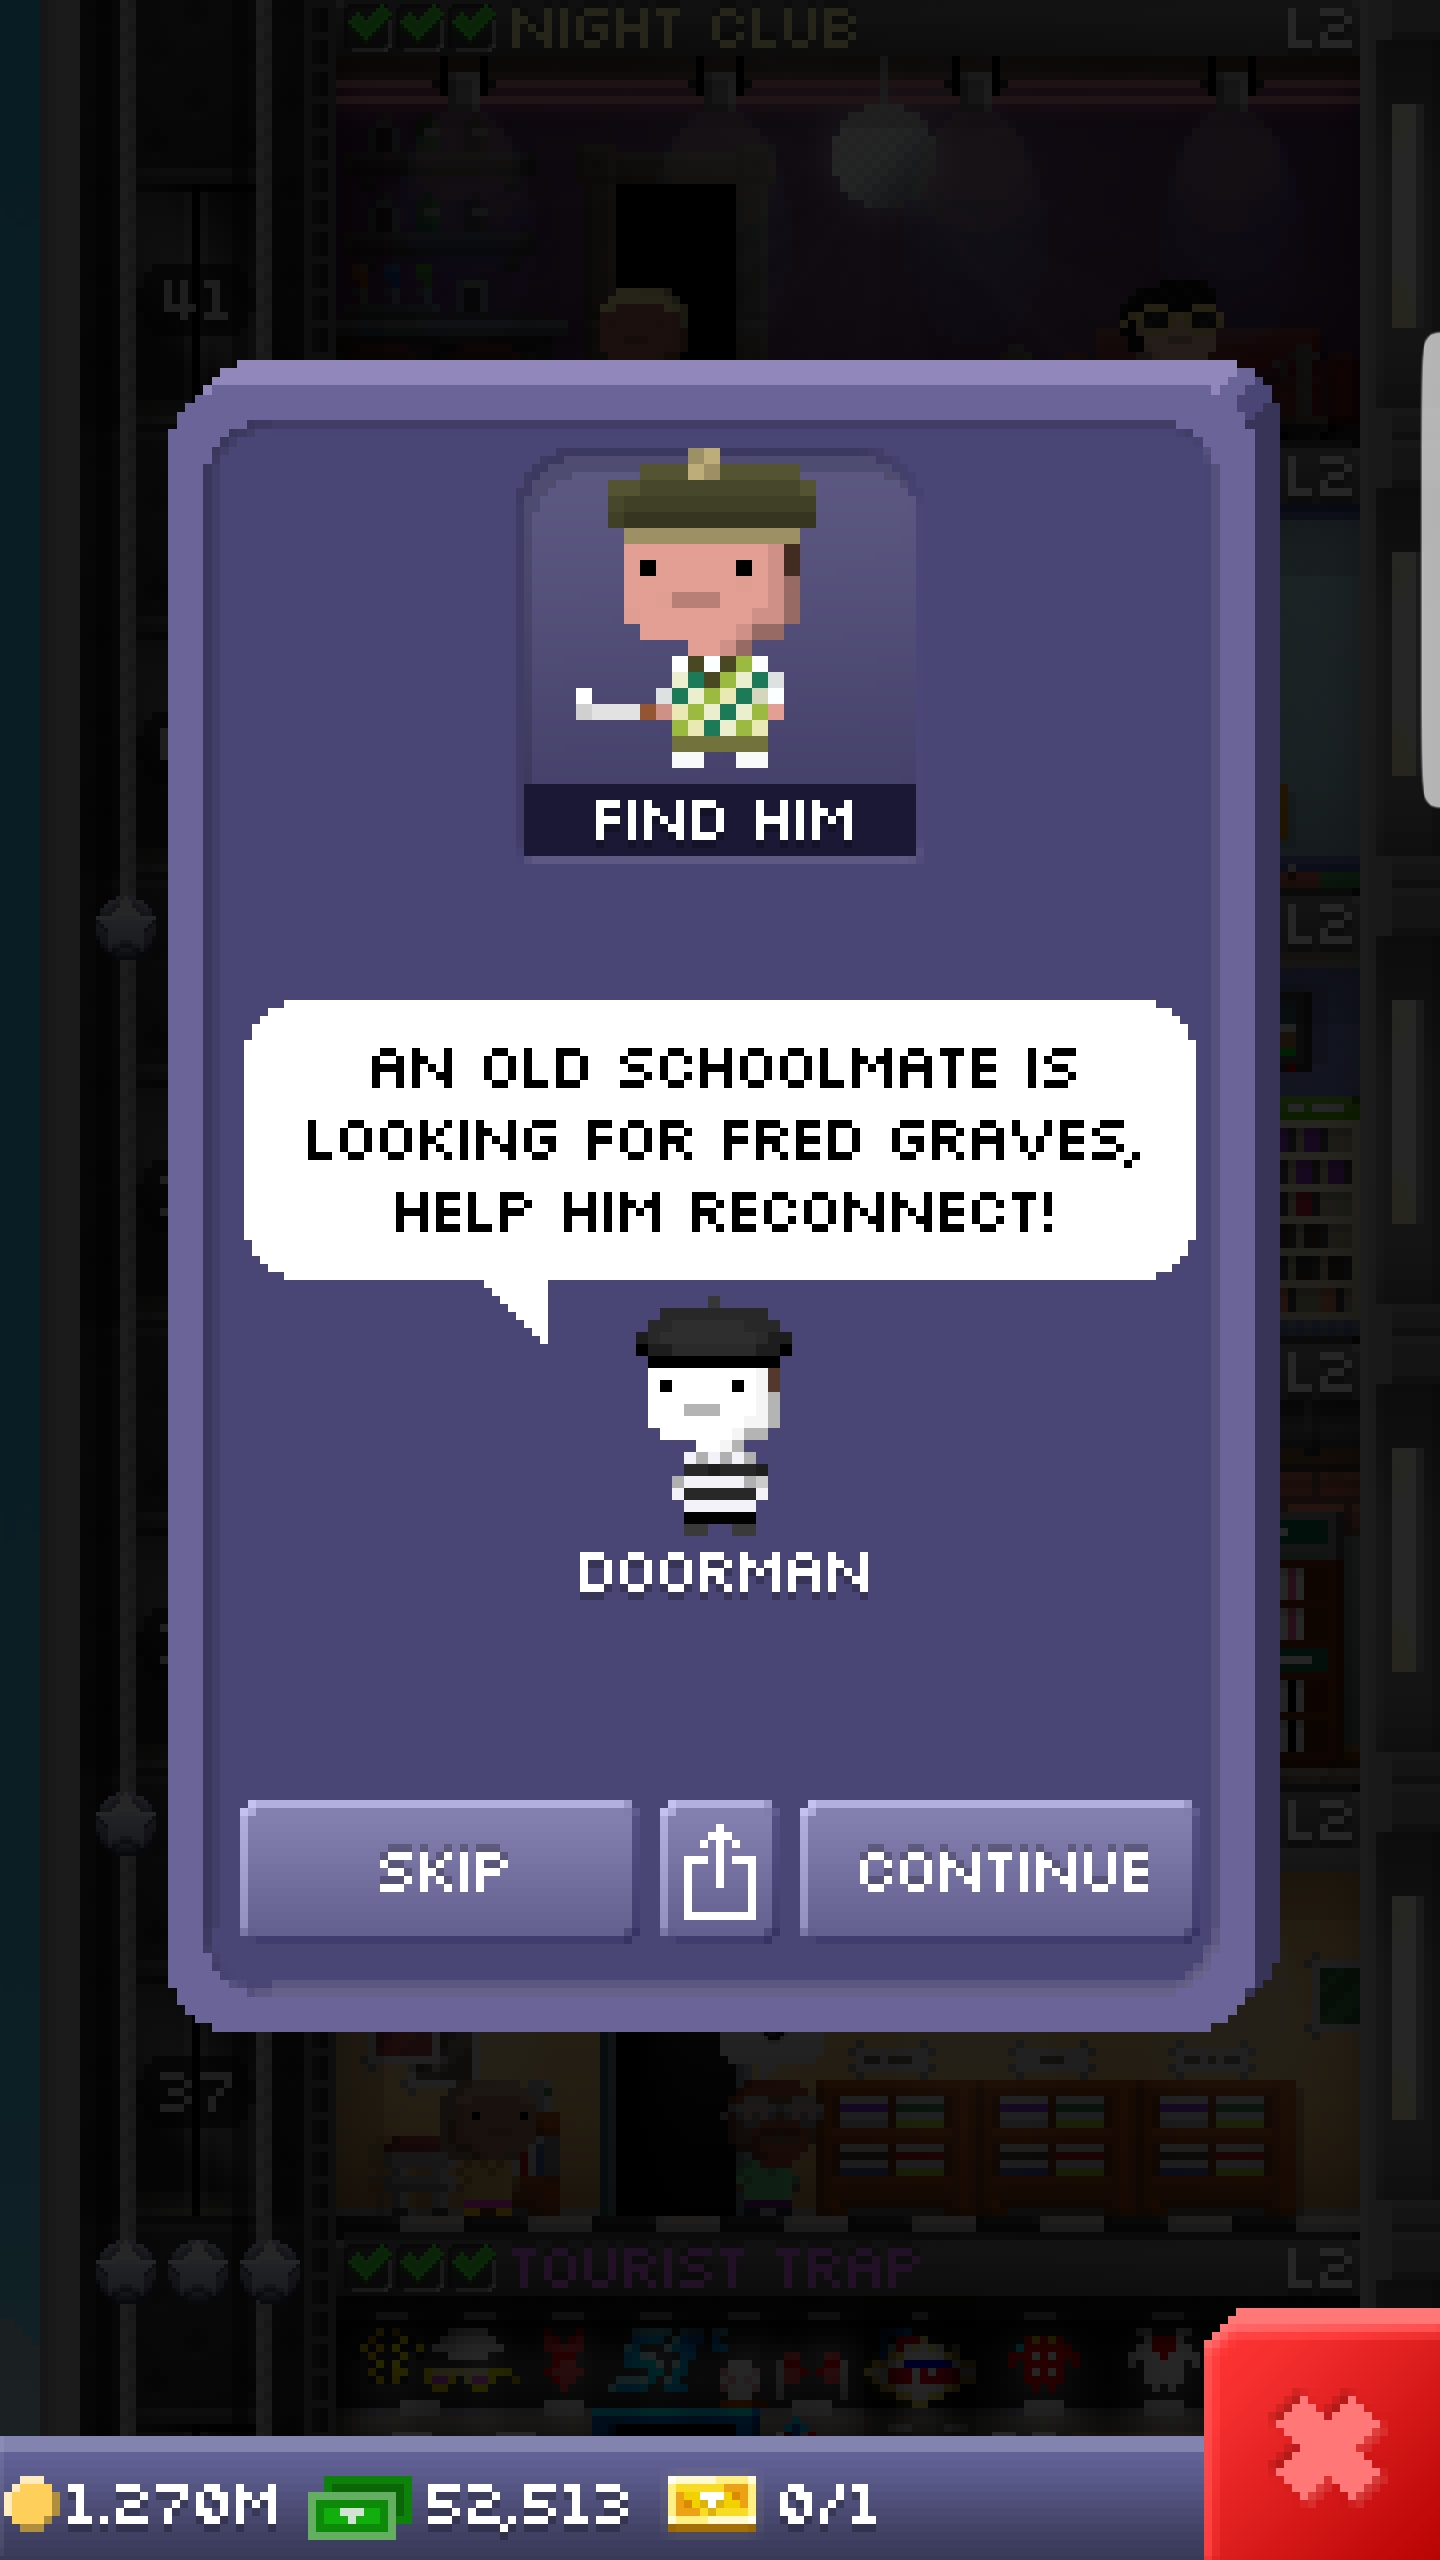 NIGHT CLUB L2
41
L2
FIND HIM
L2
AN OLD SCHOOLMATE IS
LOOKING FOR FRED GRAVES,
HELP HIM RECONNECT!
L2
DOORMAN
L2
SKIP
CONTINUE
37
TOURIST TRAP L2
1.270M 52,513 0/1